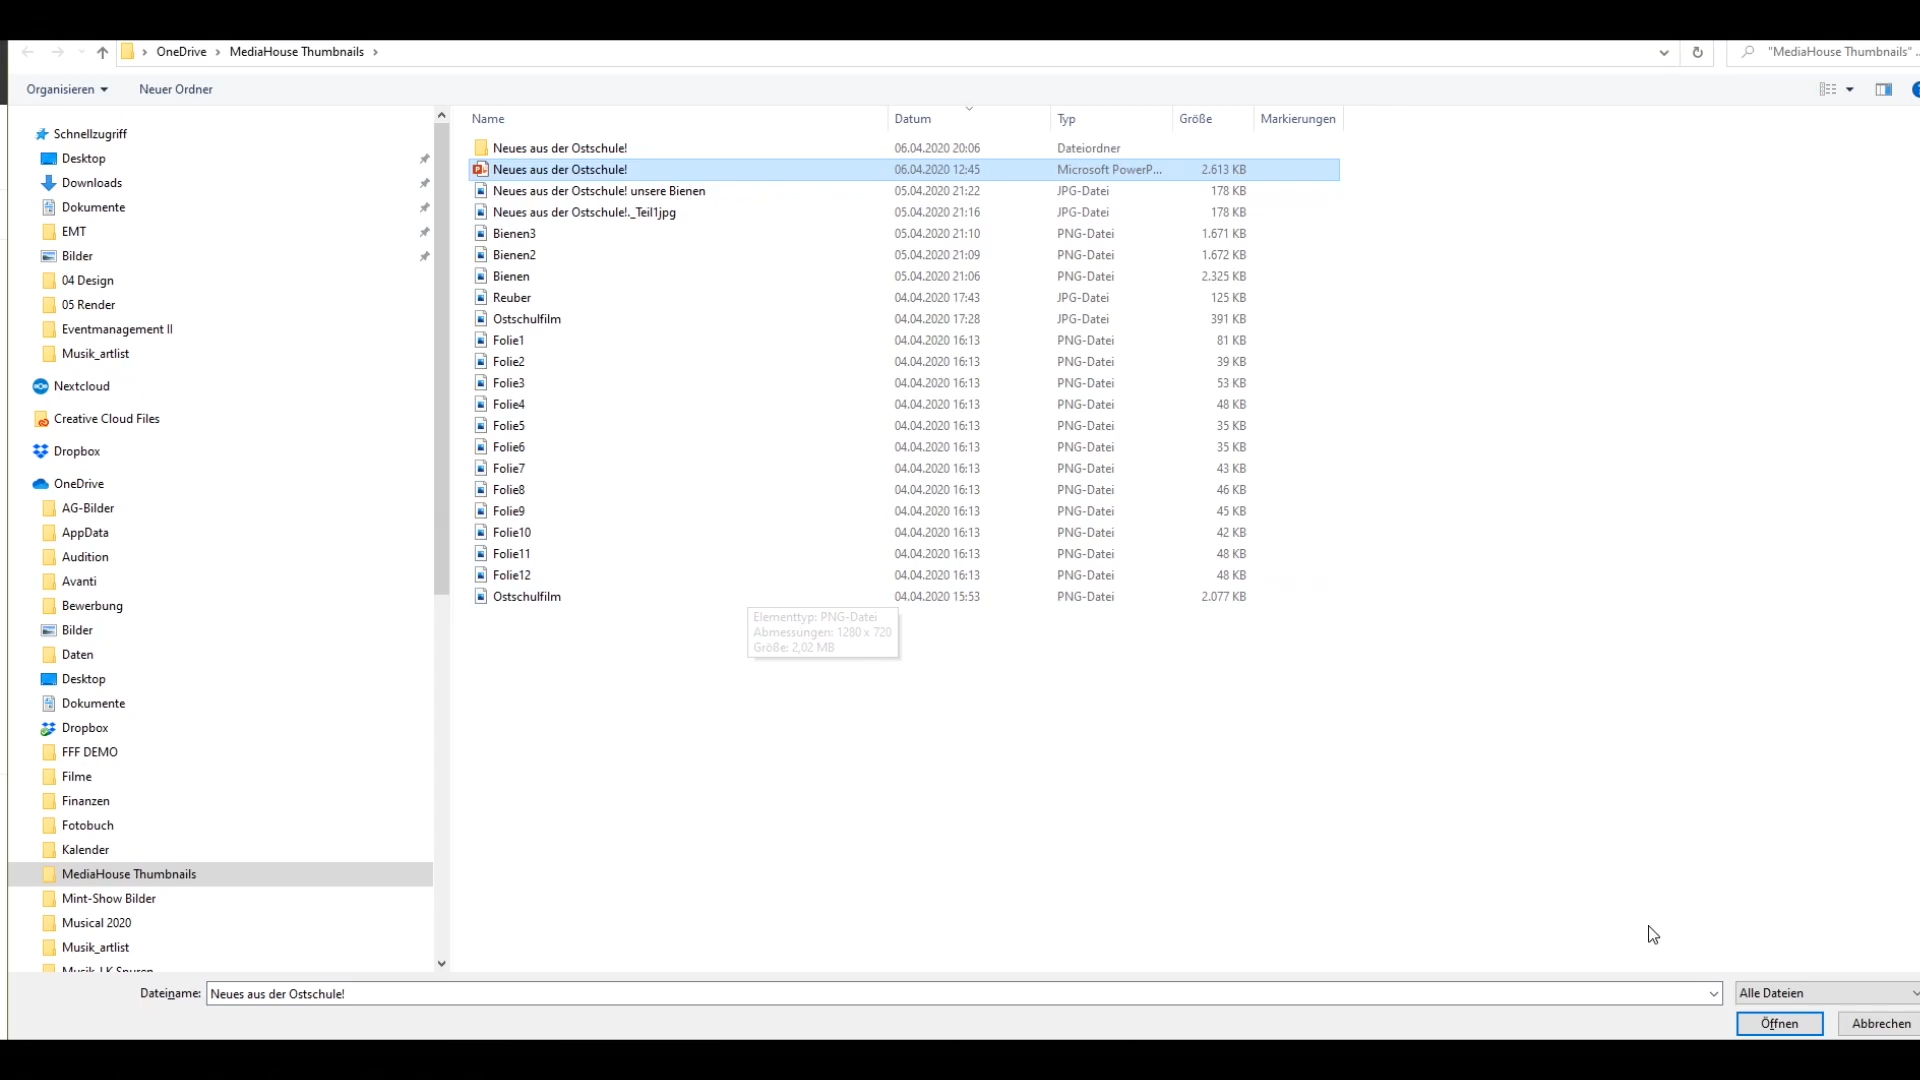 OneDrive › MediaHouse Thumbnails ›
"MediaHouse Thumbnails" ..
Organisieren
Neuer Ordner
Schnellzugriff
Desktop
Downloads
Dokumente
EMT
Bilder
04 Design
05 Render
Eventmanagement II
Musik_artlist
Nextcloud
Creative Cloud Files
Dropbox
OneDrive
AG-Bilder
AppData
Audition
Avanti
Bewerbung
Bilder
Daten
Desktop
Dokumente
Dropbox
FFF DEMO
Filme
Finanzen
Fotobuch
Kalender
MediaHouse Thumbnails
Mint-Show Bilder
Musical 2020
Musik_artlist
Name Datum Typ Größe Markierungen
Neues aus der Ostschule! 06.04.2020 20:06 Dateiordner
Neues aus der Ostschule! 06.04.2020 12:45 Microsoft PowerP... 2.613 KB
Neues aus der Ostschule! unsere Bienen 05.04.2020 21:22 JPG-Datei 178 KB
Neues aus der Ostschule!._Teil1jpg 05.04.2020 21:16 JPG-Datei 178 KB
Bienen3 05.04.2020 21:10 PNG-Datei 1.671 KB
Bienen2 05.04.2020 21:09 PNG-Datei 1.672 KB
Bienen 05.04.2020 21:06 PNG-Datei 2.325 KB
Reuber 04.04.2020 17:43 JPG-Datei 125 KB
Ostschulfilm 04.04.2020 17:28 JPG-Datei 391 KB
Folie1 04.04.2020 16:13 PNG-Datei 81 KB
Folie2 04.04.2020 16:13 PNG-Datei 39 KB
Folie3 04.04.2020 16:13 PNG-Datei 53 KB
Folie4 04.04.2020 16:13 PNG-Datei 48 KB
Folie5 04.04.2020 16:13 PNG-Datei 35 KB
Folie6 04.04.2020 16:13 PNG-Datei 35 KB
Folie7 04.04.2020 16:13 PNG-Datei 43 KB
Folie8 04.04.2020 16:13 PNG-Datei 46 KB
Folie9 04.04.2020 16:13 PNG-Datei 45 KB
Folie10 04.04.2020 16:13 PNG-Datei 42 KB
Folie11 04.04.2020 16:13 PNG-Datei 48 KB
Folie12 04.04.2020 16:13 PNG-Datei 48 KB
Ostschulfilm 04.04.2020 15:53 PNG-Datei 2.077 KB
Elementtyp: PNG-Datei
Abmessungen: 1280 x 720
Größe: 2,02 MB
Dateiname: Neues aus der Ostschule!
Alle Dateien
Öffnen
Abbrechen